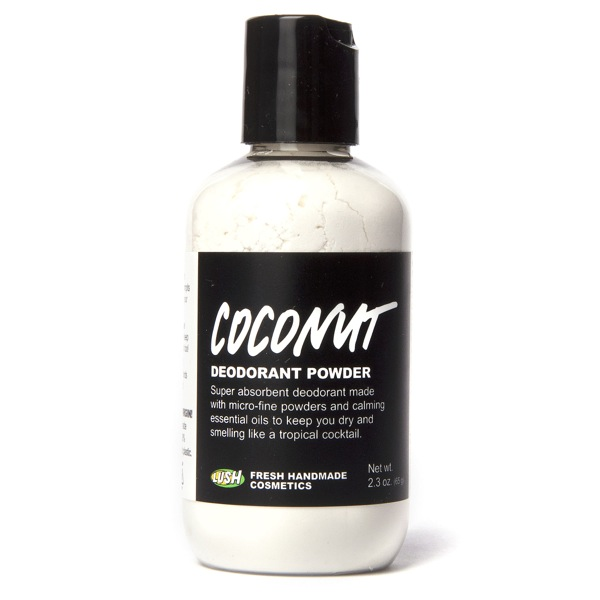 COCONUT
DEODORANT POWDER
Super absorbent deodorant made
with micro-fine powders and calming
essential oils to keep you dry and
smelling like a tropical cocktail.
LUSH
FRESH HANDMADE
COSMETICS
Net wt.
2.3 oz. (65 g